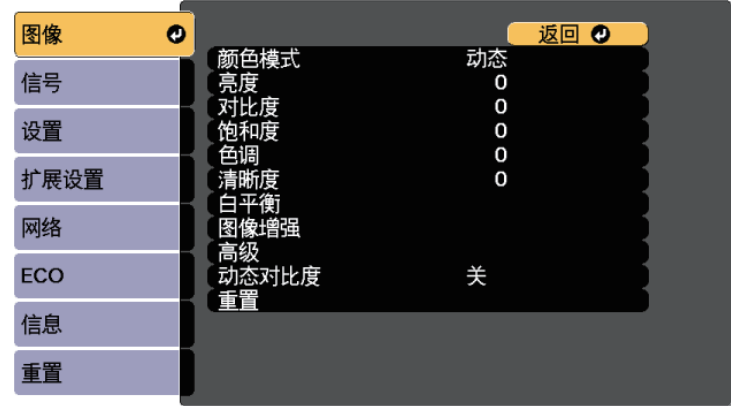 图像
信号
设置
扩展设置
网络
ECO
信息
重置
返回
颜色模式 动态
亮度 0
对比度 0
饱和度 0
色调 0
清晰度 0
白平衡
图像增强
高级
动态对比度 关
重置